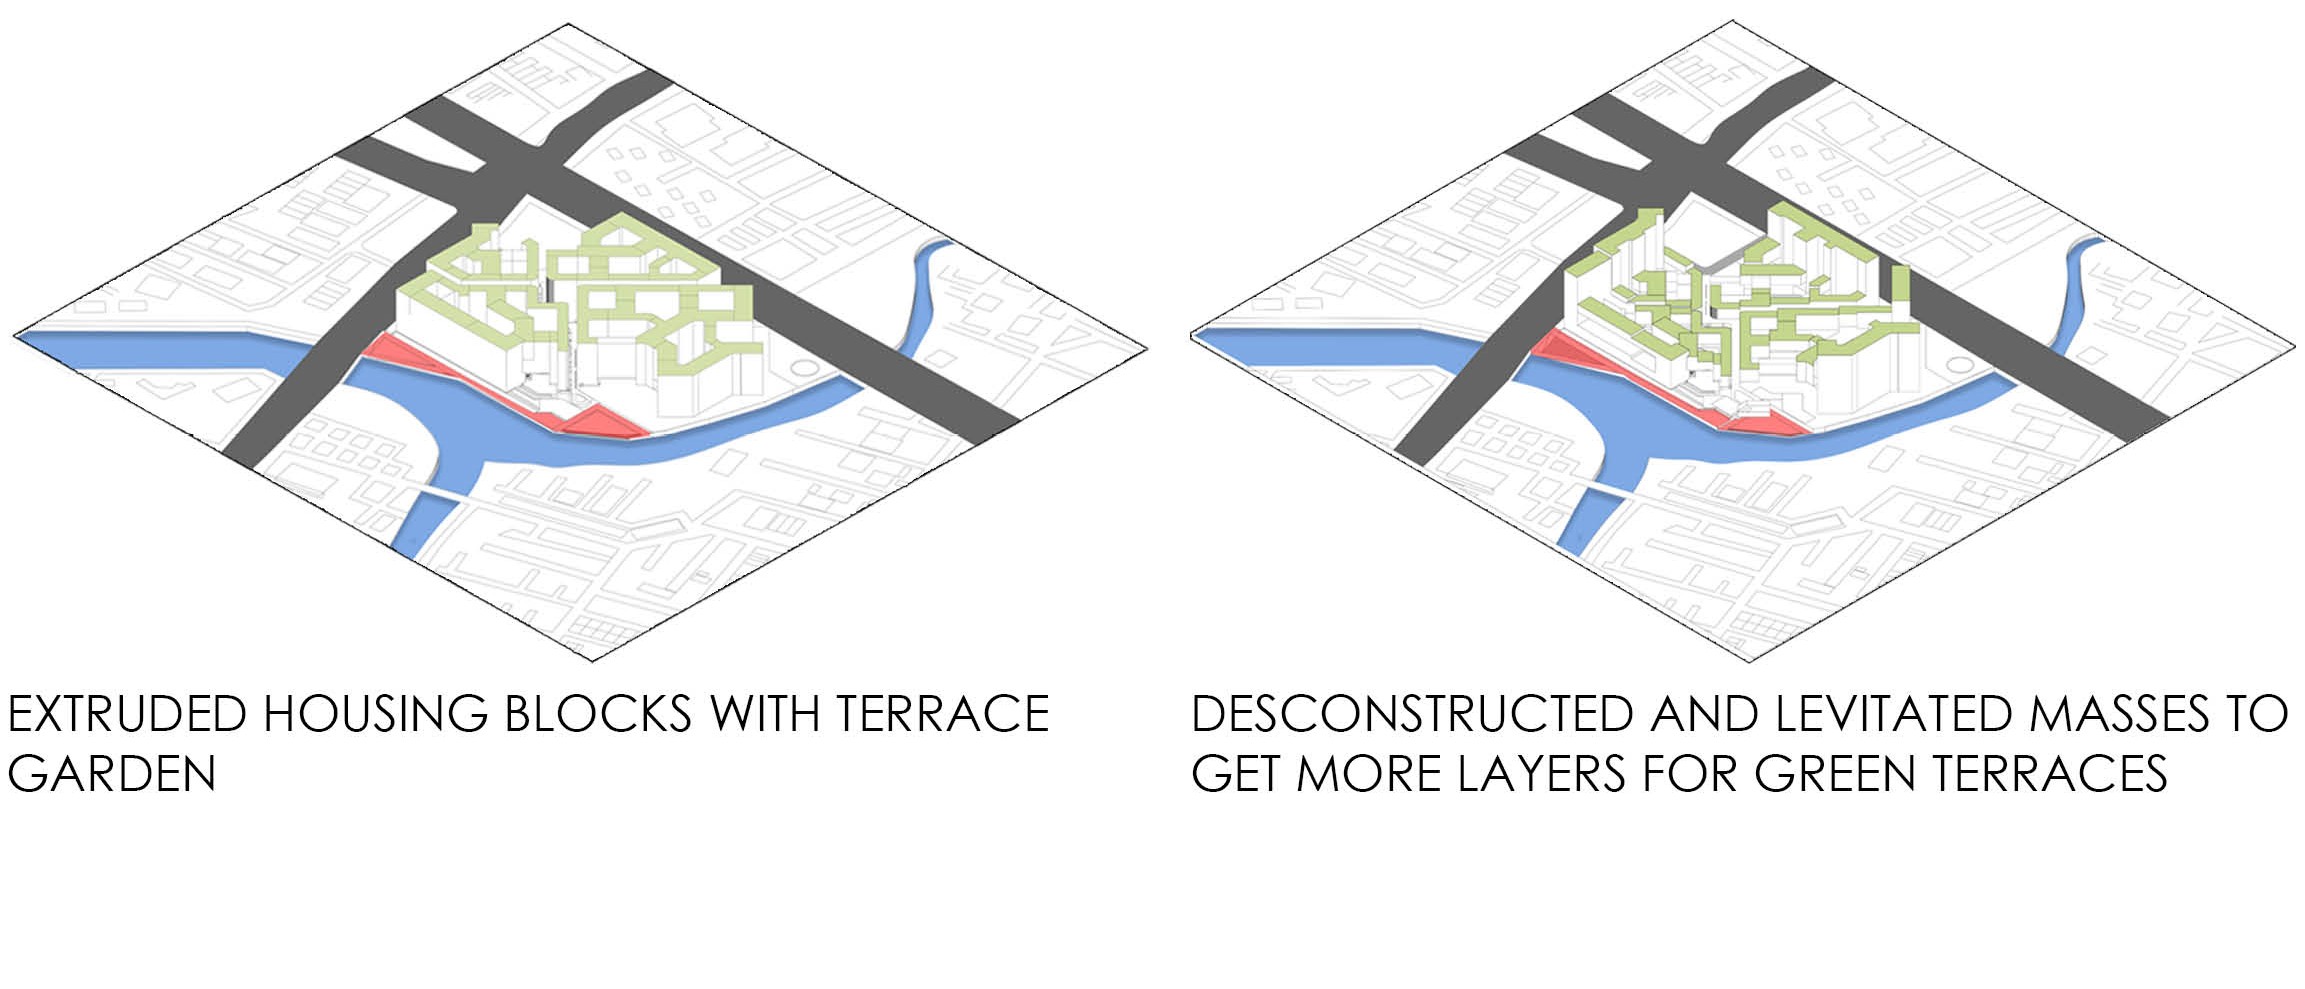 EXTRUDED HOUSING BLOCKS WITH TERRACE
GARDEN
DESCONSTRUCTED AND LEVITATED MASSES TO
GET MORE LAYERS FOR GREEN TERRACES